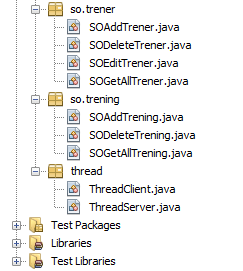 so.trener
SOAddTrener.java
SODeleteTrener.java
SOEditTrener.java
SOGetAllTrener.java
so.trening
SOAddTrening.java
SODeleteTrening.java
SOGetAllTrening.java
thread
ThreadClient.java
ThreadServer.java
Test Packages
Libraries
Test Libraries